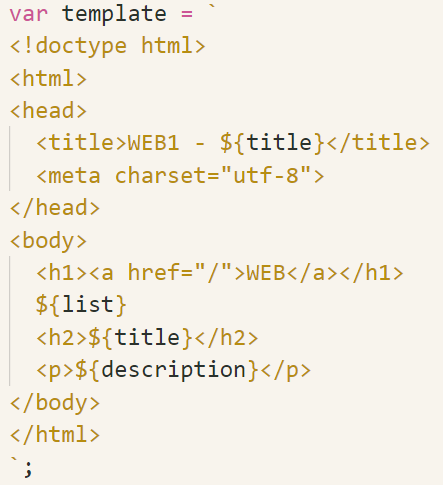 var template = `
<!doctype html>
<html>
<head>
  <title>WEB1 - ${title}</title>
  <meta charset="utf-8">
</head>
<body>
  <h1><a href="/">WEB</a></h1>
  ${list}
  <h2>${title}</h2>
  <p>${description}</p>
</body>
</html>
`;